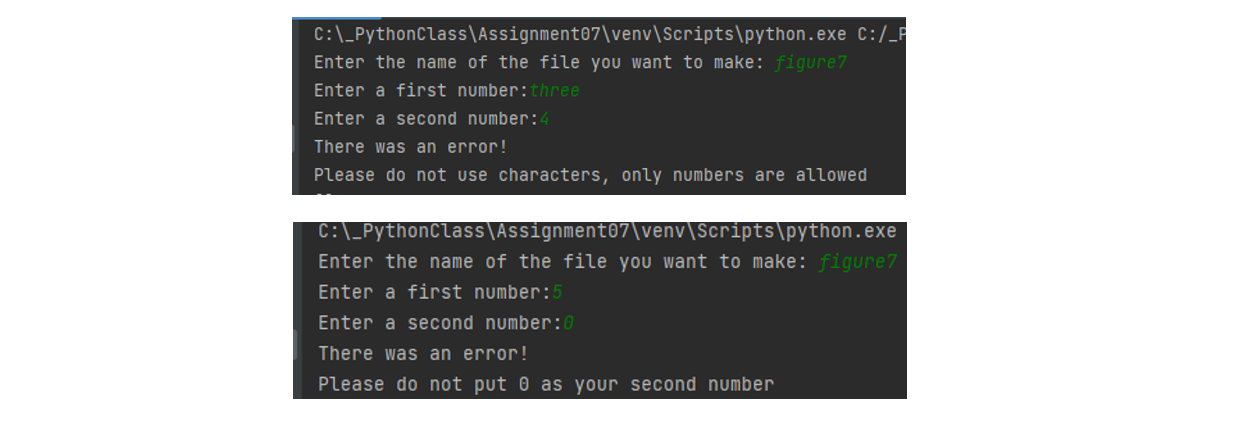 C:\_PythonClass\Assignment07\venv\Scripts\python.exe C:/_P
Enter the name of the file you want to make: figure7
Enter a first number:three
Enter a second number:4
There was an error!
Please do not use characters, only numbers are allowed
C:\_PythonClass\Assignment07\venv\Scripts\python.exe
Enter the name of the file you want to make: figure7
Enter a first number:5
Enter a second number:0
There was an error!
Please do not put 0 as your second number